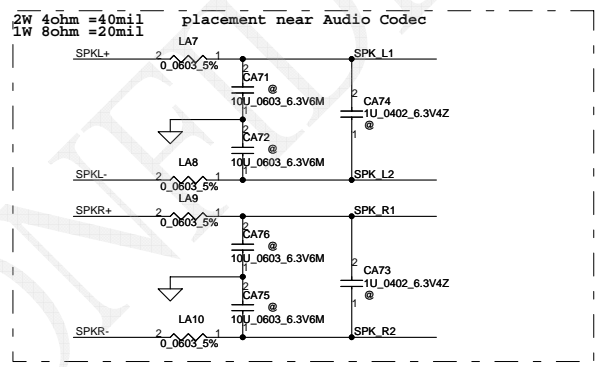 2W 4ohm =40mil placement near Audio Codec
1W 8ohm =20mil
LA7
SPKL+ 2 1 SPK_L1
0_0603_5%
2
CA71
@
10U_0603_6.3V6M
1
2
CA74
1U_0402_6.3V4Z
@
1
2
CA72
@
10U_0603_6.3V6M
1
LA8
SPKL- 2 1 SPK_L2
0_0603_5%
LA9
SPKR+ 2 1 SPK_R1
0_0603_5%
2
CA76
@
10U_0603_6.3V6M
1
2
CA73
1U_0402_6.3V4Z
@
1
2
CA75
@
10U_0603_6.3V6M
1
LA10
SPKR- 2 1 SPK_R2
0_0603_5%